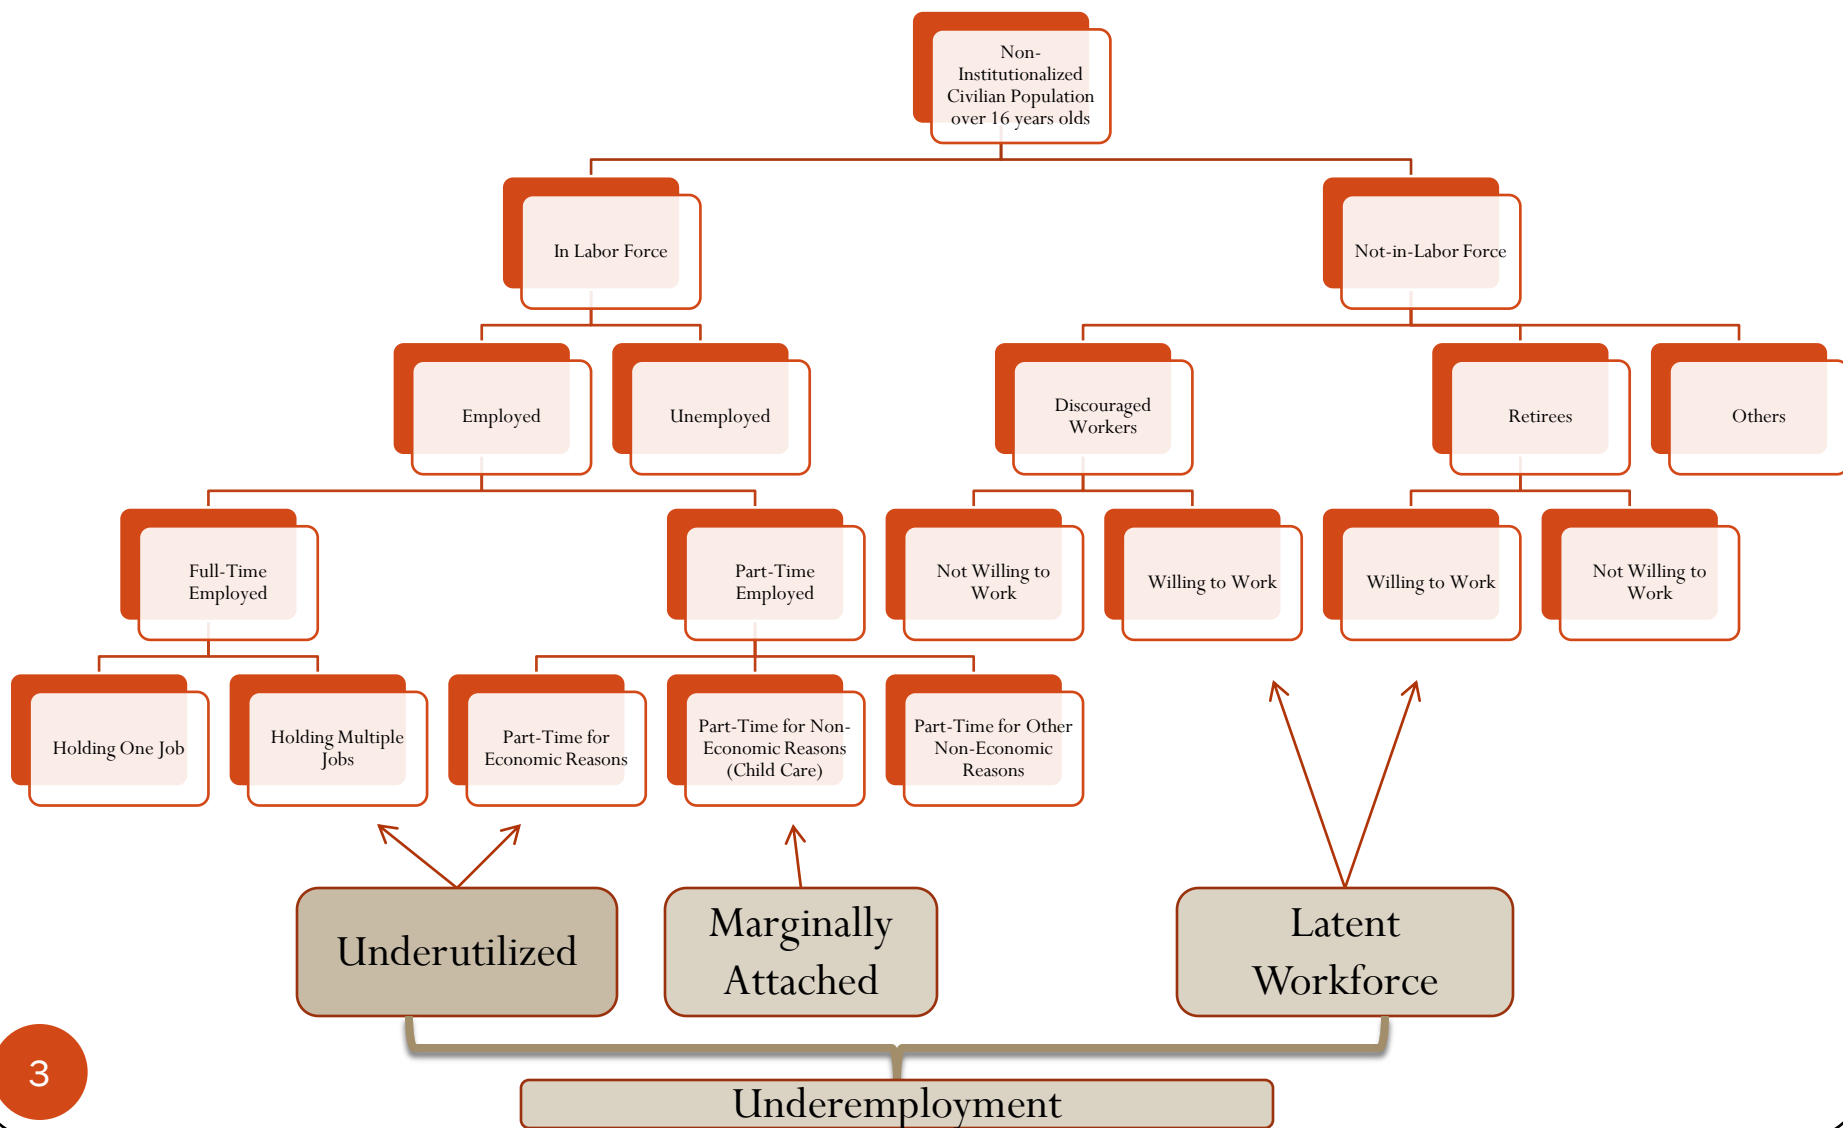 Non-
Institutionalized
Civilian Population
over 16 years olds
In Labor Force
Not-in-Labor Force
Employed
Unemployed
Discouraged
Workers
Retirees
Others
Full-Time
Employed
Part-Time
Employed
Not Willing to
Work
Willing to Work
Willing to Work
Not Willing to
Work
Holding One Job
Holding Multiple
Jobs
Part-Time for
Economic Reasons
Part-Time for Non-
Economic Reasons
(Child Care)
Part-Time for Other
Non-Economic
Reasons
Underutilized
Marginally
Attached
Latent
Workforce
3
Underemployment